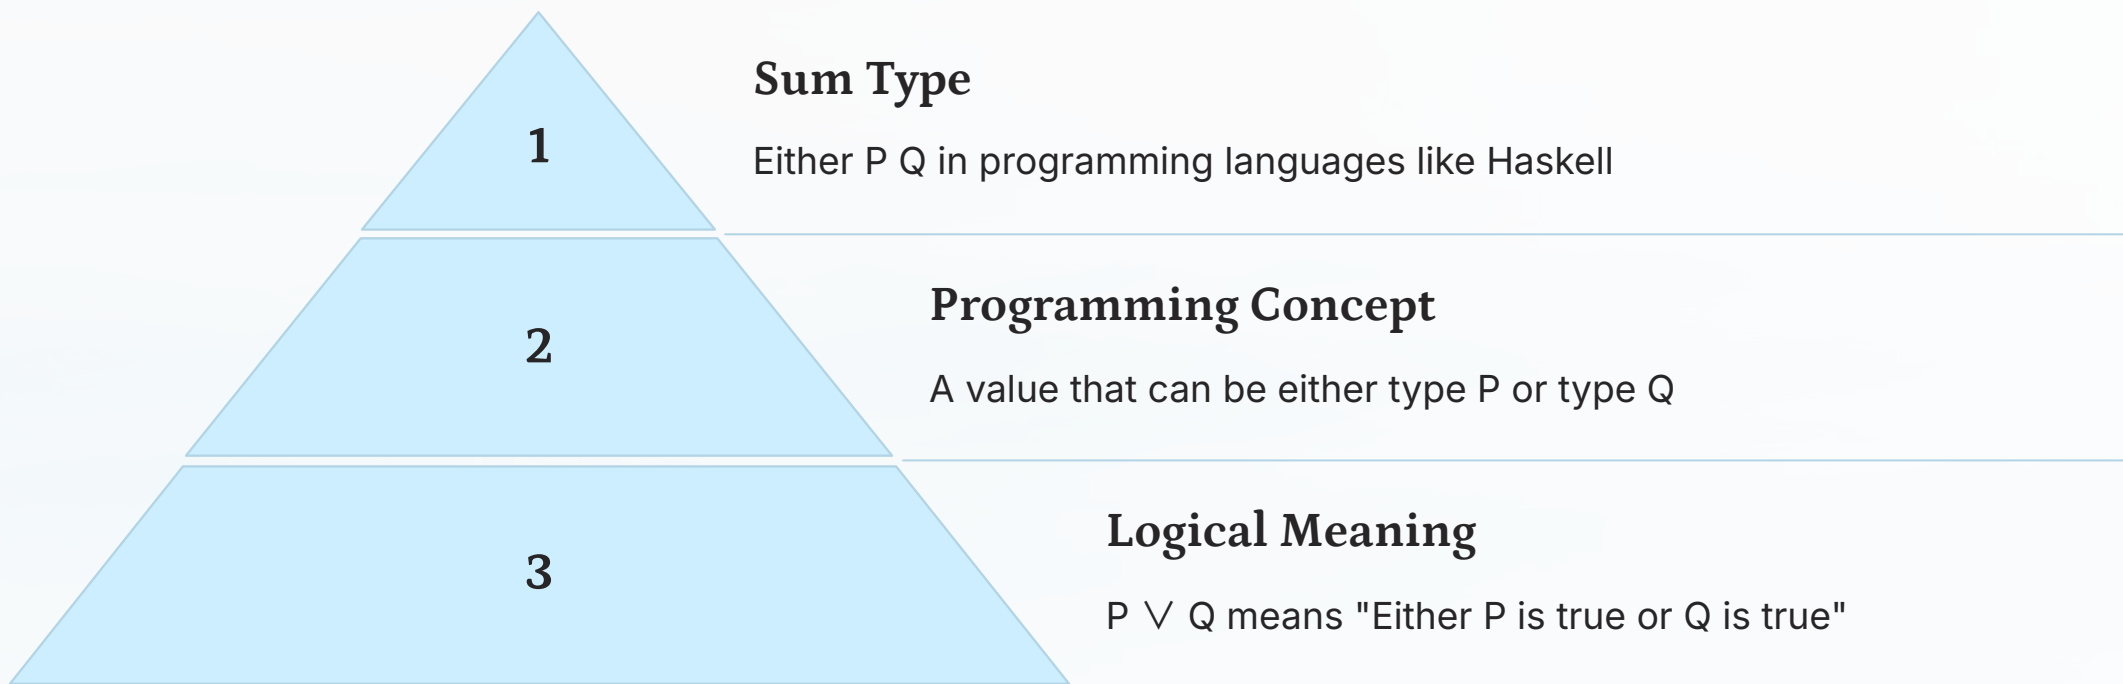 1
Sum Type
Either P Q in programming languages like Haskell
2
Programming Concept
A value that can be either type P or type Q
3
Logical Meaning
P ∨ Q means "Either P is true or Q is true"